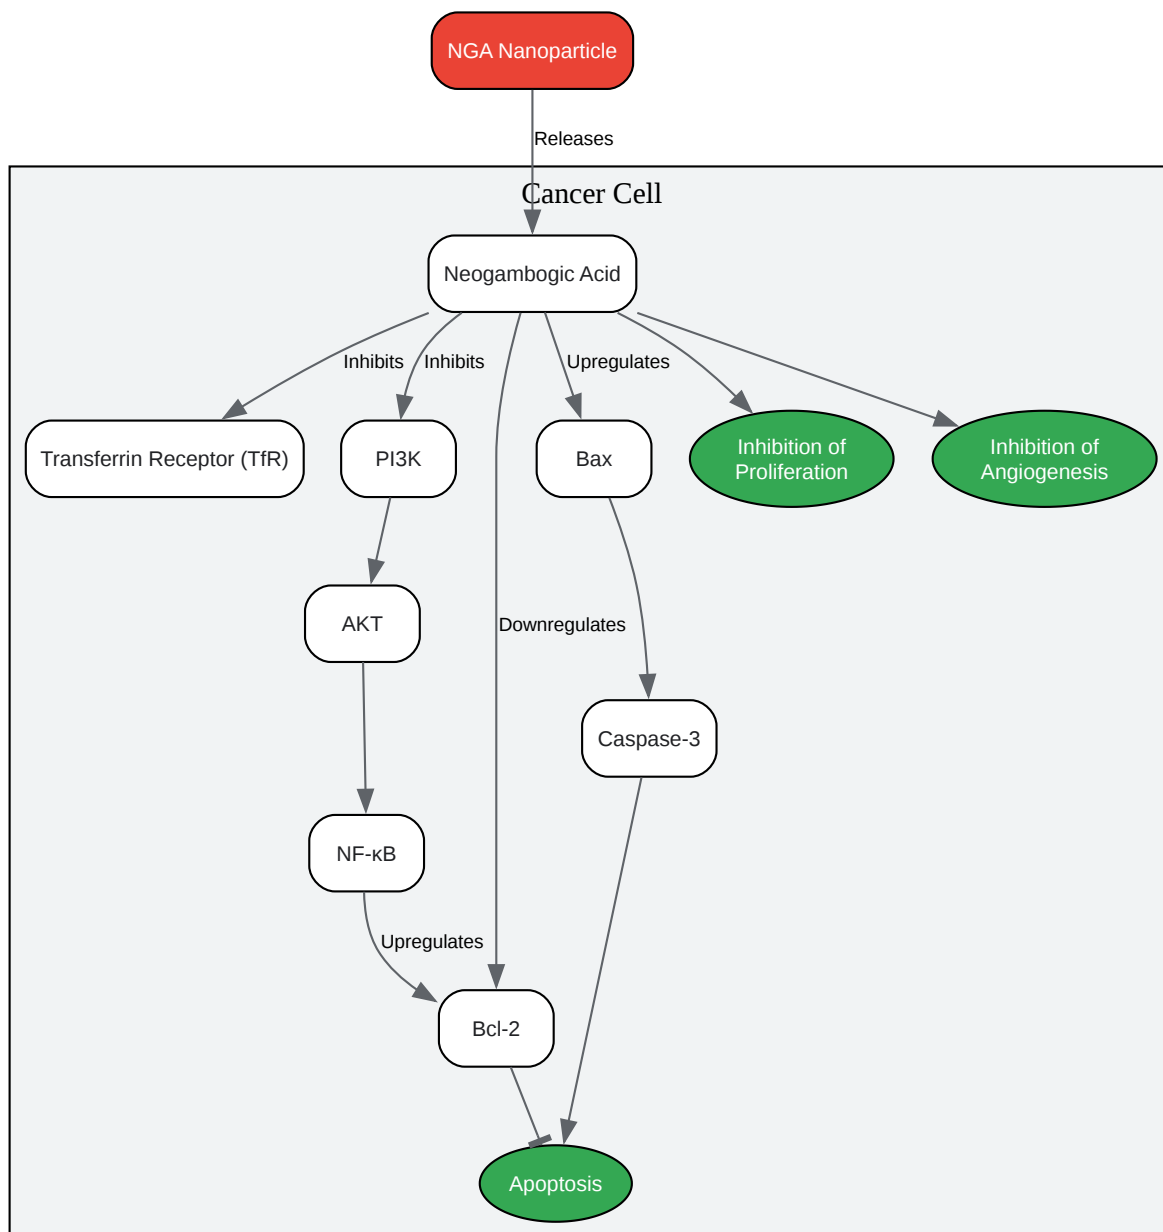 NGA Nanoparticle
Releases
Cancer Cell
Neogambogic Acid
Inhibits
Inhibits
Upregulates
Transferrin Receptor (TfR)
PI3K
Bax
Inhibition of
Proliferation
Inhibition of
Angiogenesis
AKT
Downregulates
Caspase-3
NF-κB
Upregulates
Bcl-2
Apoptosis